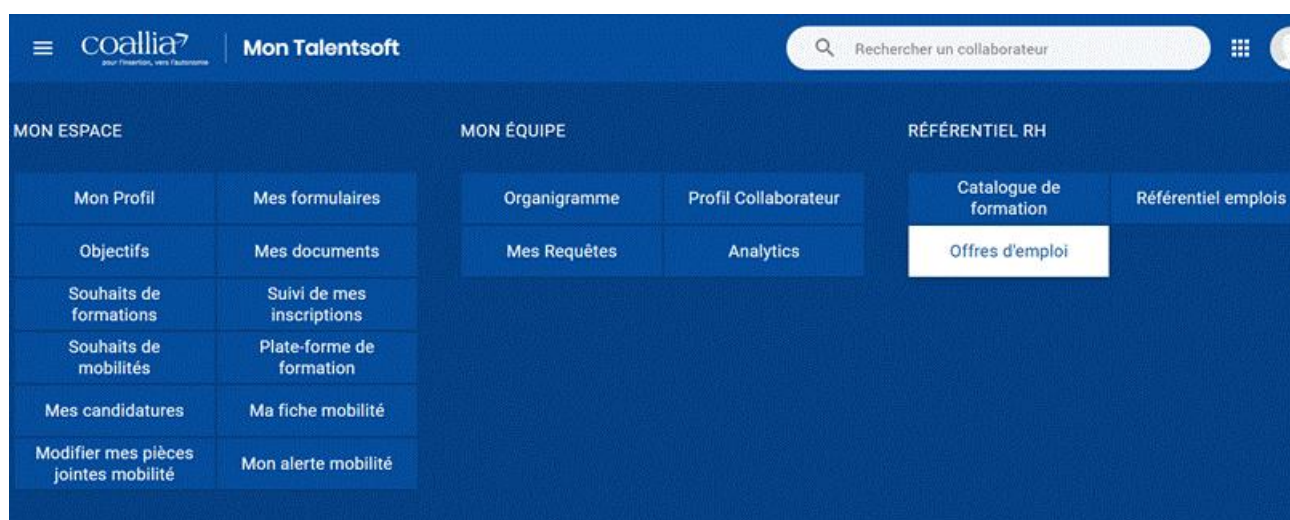 coallia
pour l'insertion, vers l'autonomie
Mon Talentsoft
Rechercher un collaborateur
MON ESPACE
Mon Profil
Mes formulaires
Objectifs
Mes documents
Souhaits de
formations
Suivi de mes
inscriptions
Souhaits de
mobilités
Plate-forme de
formation
Mes candidatures
Ma fiche mobilité
Modifier mes pièces
jointes mobilité
Mon alerte mobilité
MON ÉQUIPE
Organigramme
Profil Collaborateur
Mes Requêtes
Analytics
RÉFÉRENTIEL RH
Catalogue de
formation
Référentiel emplois
Offres d'emploi